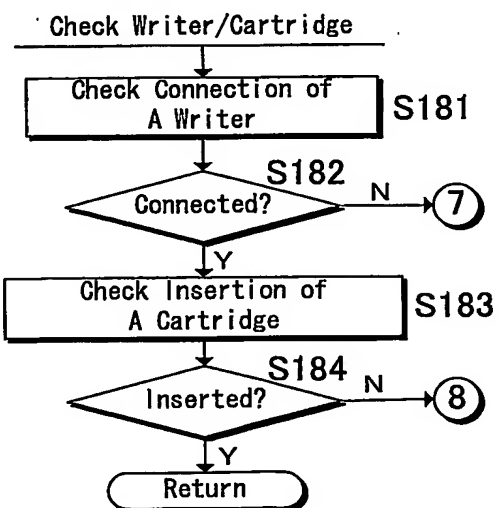 Check Writer/Cartridge
Check Connection of
A Writer
S181
S182
Connected?
N
7
Y
Check Insertion of
A Cartridge
S183
S184
Inserted?
N
8
Y
Return